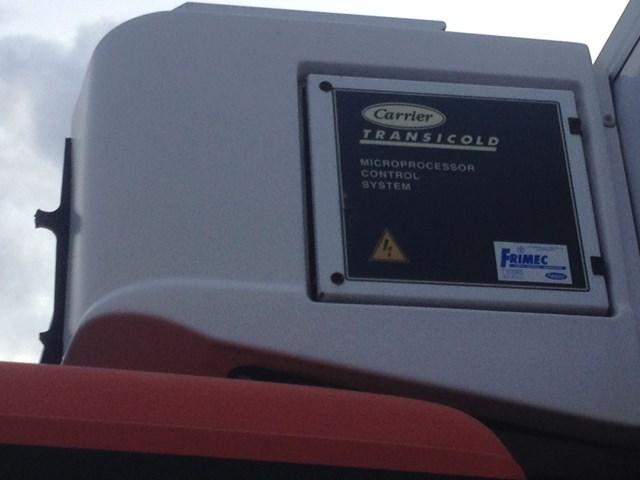 Carrier
TRANSICOLD
MICROPROCESSOR
CONTROL
SYSTEM
FRIMEC